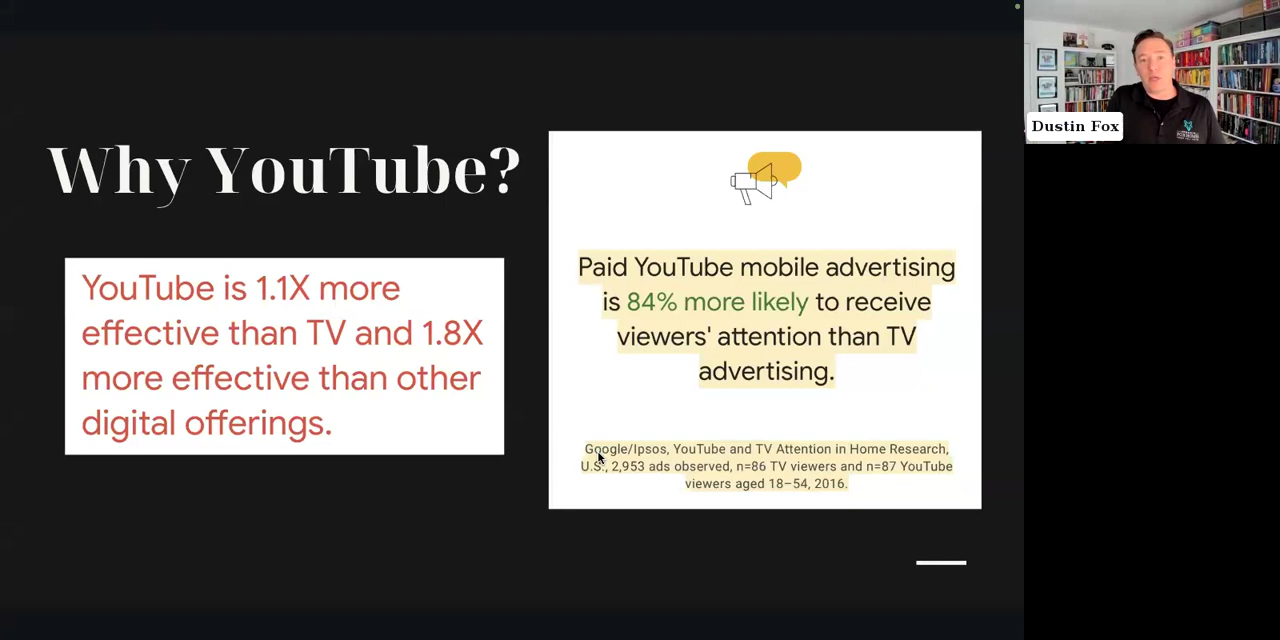 Why YouTube?
YouTube is 1.1X more
effective than TV and 1.8X
more effective than other
digital offerings.
Paid YouTube mobile advertising
is 84% more likely to receive
viewers' attention than TV
advertising.
Google/Ipsos, YouTube and TV Attention in Home Research,
U.S., 2,953 ads observed, n=86 TV viewers and n=87 YouTube
viewers aged 18–54, 2016.
Dustin Fox